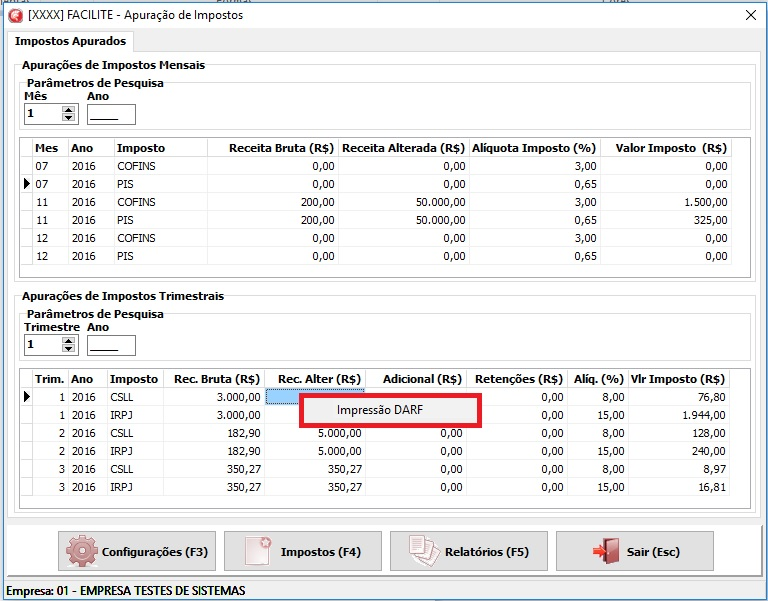 [XXXX] FACILITE - Apuração de Impostos
Impostos Apurados
Apurações de Impostos Mensais
Parâmetros de Pesquisa
Mês Ano
1 ____
Mes Ano Imposto Receita Bruta (R$) Receita Alterada (R$) Alíquota Imposto (%) Valor Imposto (R$)
07 2016 COFINS 0,00 0,00 3,00 0,00
07 2016 PIS 0,00 0,00 0,65 0,00
11 2016 COFINS 200,00 50.000,00 3,00 1.500,00
11 2016 PIS 200,00 50.000,00 0,65 325,00
12 2016 COFINS 0,00 0,00 3,00 0,00
12 2016 PIS 0,00 0,00 0,65 0,00
Apurações de Impostos Trimestrais
Parâmetros de Pesquisa
Trimestre Ano
1 ____
Trim. Ano Imposto Rec. Bruta (R$) Rec. Alter (R$) Adicional (R$) Retenções (R$) Alíq. (%) Vlr Imposto (R$)
1 2016 CSLL 3.000,00 0,00 8,00 76,80
Impressão DARF
1 2016 IRPJ 3.000,00 0,00 15,00 1.944,00
2 2016 CSLL 182,90 5.000,00 0,00 0,00 8,00 128,00
2 2016 IRPJ 182,90 5.000,00 0,00 0,00 15,00 240,00
3 2016 CSLL 350,27 350,27 0,00 0,00 8,00 8,97
3 2016 IRPJ 350,27 350,27 0,00 0,00 15,00 16,81
Configurações (F3) Impostos (F4) Relatórios (F5) Sair (Esc)
Empresa: 01 - EMPRESA TESTES DE SISTEMAS